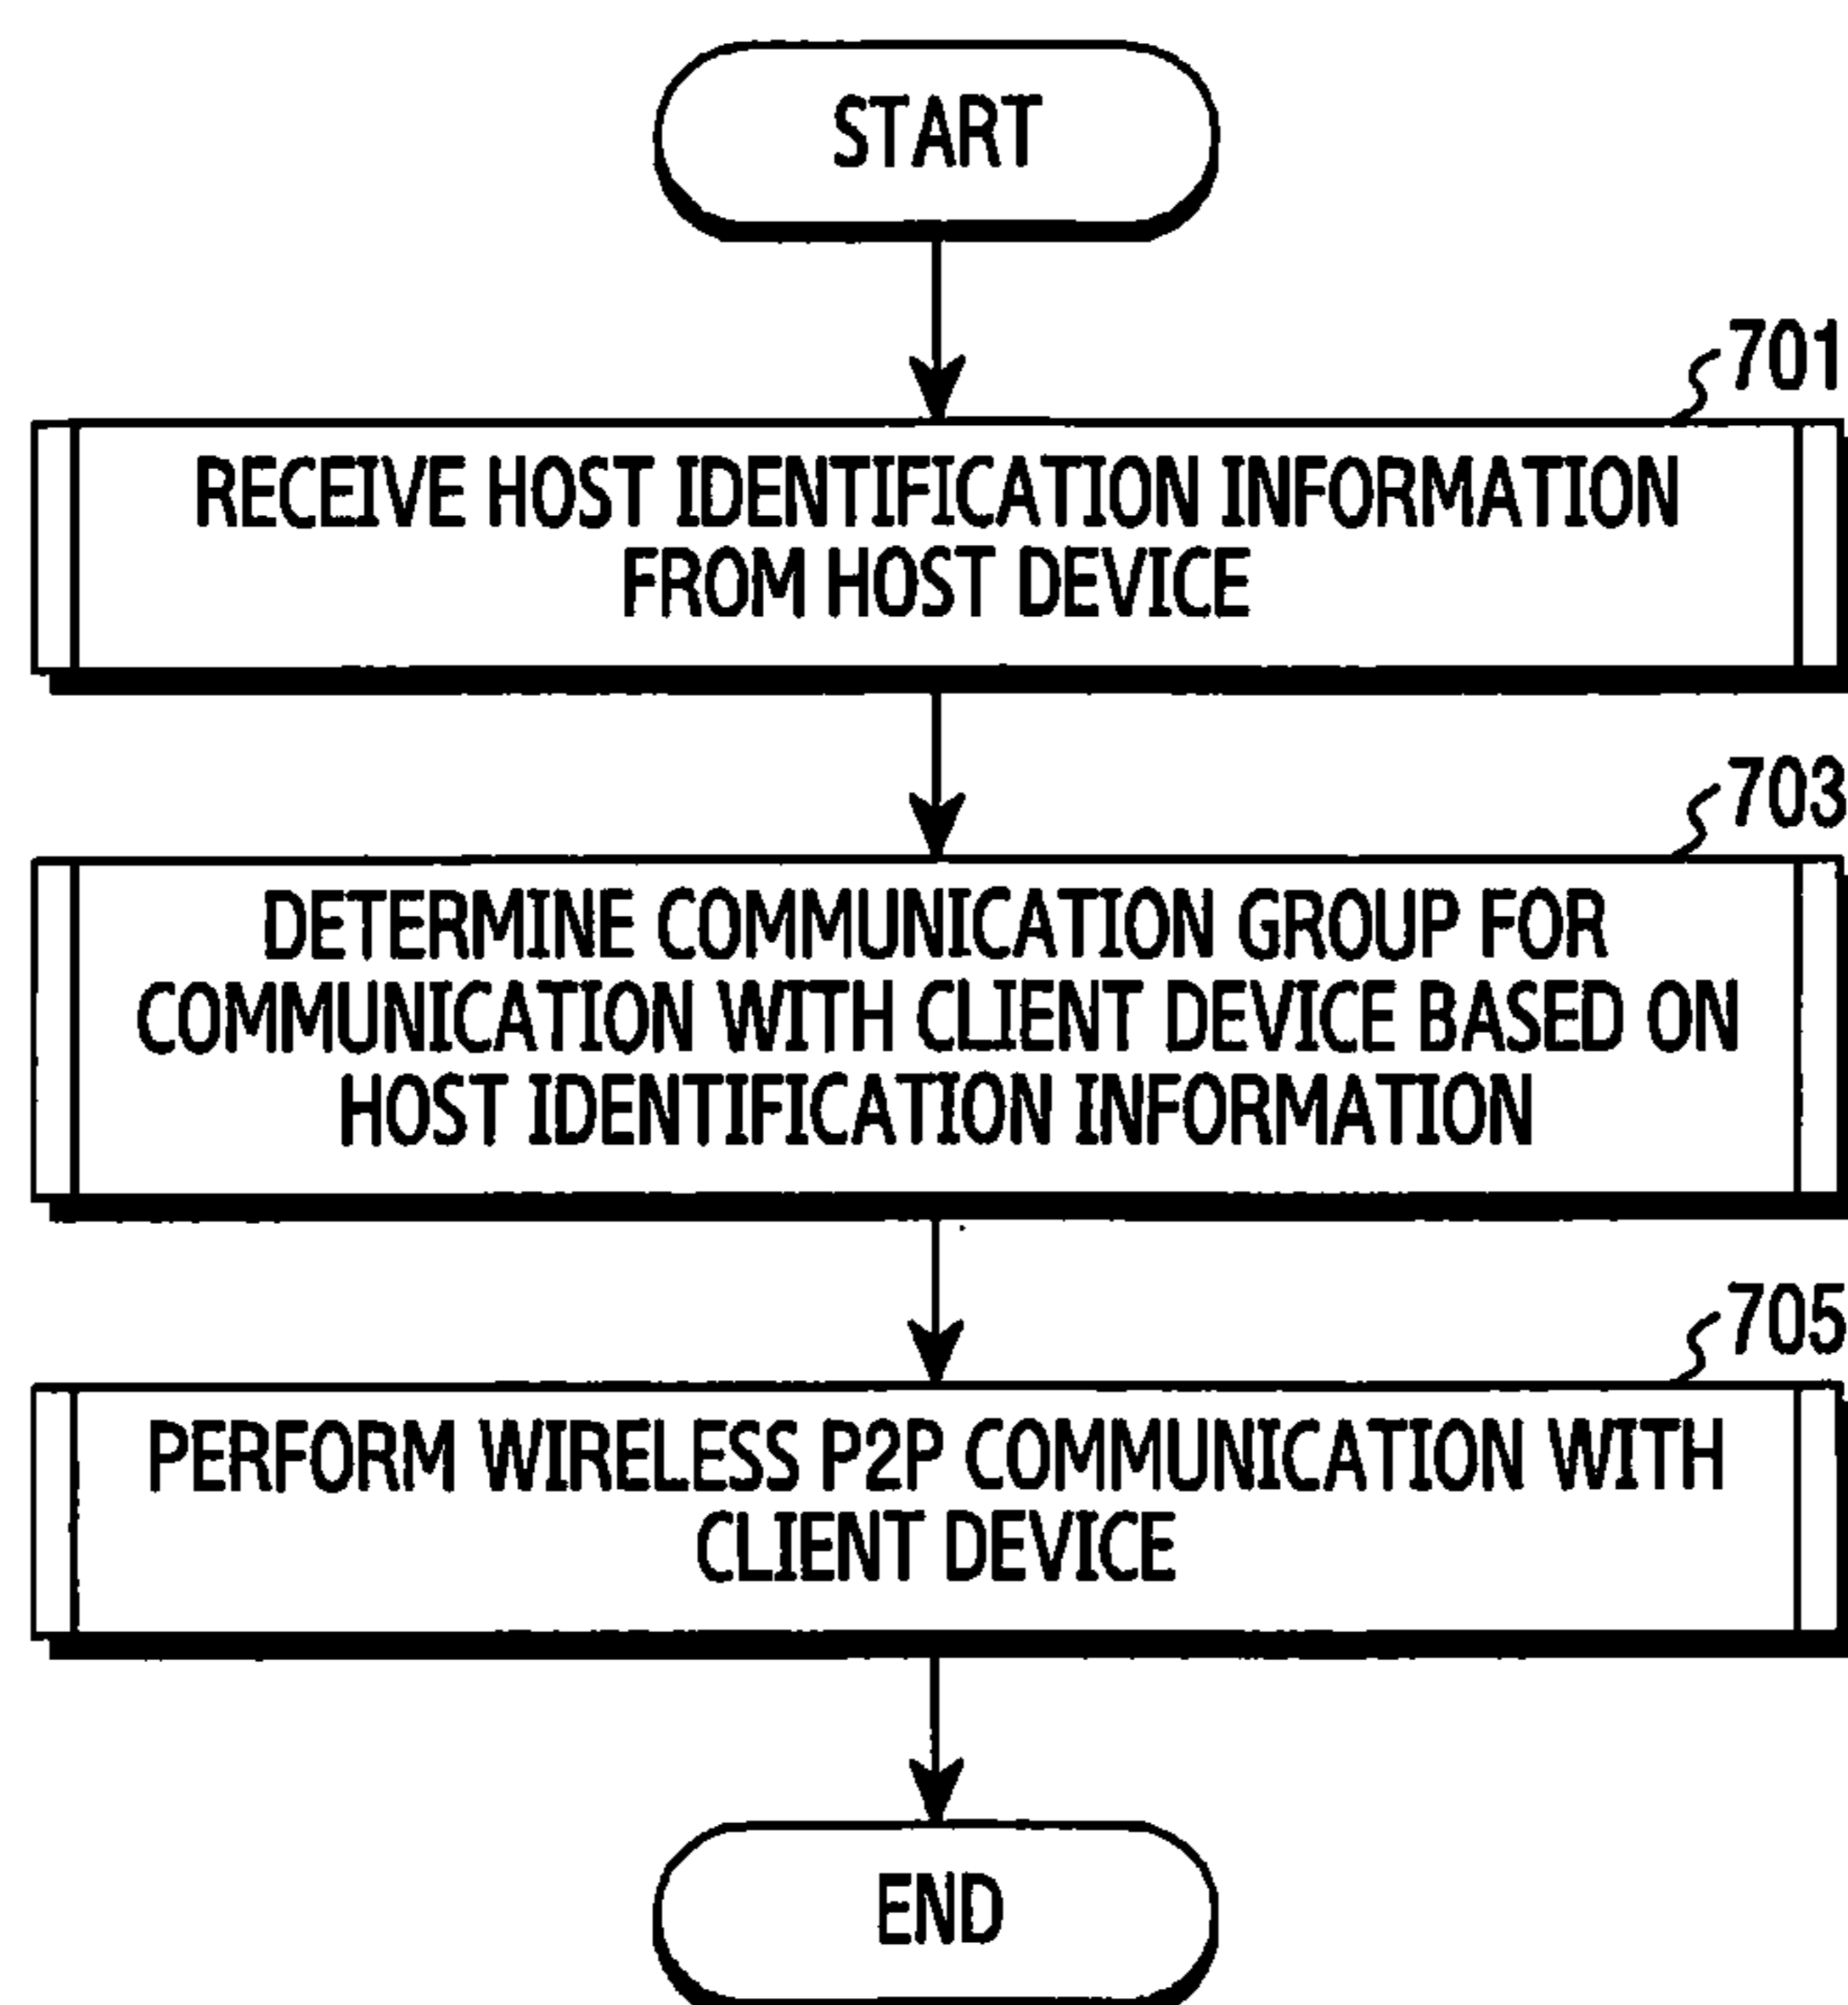 START
701
RECEIVE HOST IDENTIFICATION INFORMATION
FROM HOST DEVICE
703
DETERMINE COMMUNICATION GROUP FOR
COMMUNICATION WITH CLIENT DEVICE BASED ON
HOST IDENTIFICATION INFORMATION
705
PERFORM WIRELESS P2P COMMUNICATION WITH
CLIENT DEVICE
END